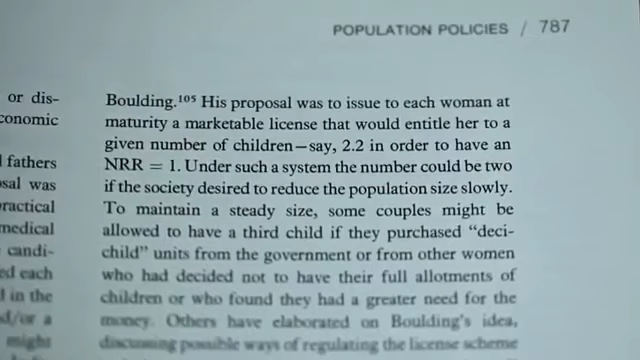 POPULATION POLICIES / 787
or dis-
conomic
fathers
sal was
ractical
medical
candi-
ed each
in the
d/or a
might
Boulding.¹⁰⁵ His proposal was to issue to each woman at
maturity a marketable license that would entitle her to a
given number of children—say, 2.2 in order to have an
NRR = 1. Under such a system the number could be two
if the society desired to reduce the population size slowly.
To maintain a steady size, some couples might be
allowed to have a third child if they purchased “deci-
child” units from the government or from other women
who had decided not to have their full allotments of
children or who found they had a greater need for the
money. Others have elaborated on Boulding's idea,
discussing possible ways of regulating the license scheme